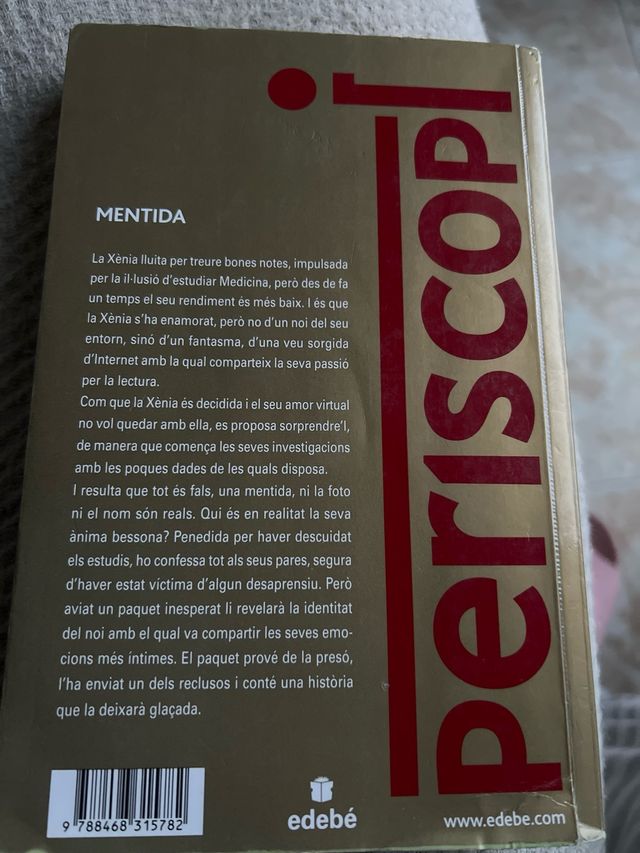 MENTIDA
La Xènia lluita per treure bones notes, impulsada
per la il·lusió d'estudiar Medicina, però des de fa
un temps el seu rendiment és més baix. I és que
la Xènia s'ha enamorat, però no d'un noi del seu
entorn, sinó d'un fantasma, d'una veu sorgida
d'Internet amb la qual comparteix la seva passió
per la lectura.
Com que la Xènia és decidida i el seu amor virtual
no vol quedar amb ella, es proposa sorprendre'l,
de manera que comença les seves investigacions
amb les poques dades de les quals disposa.
I resulta que tot és fals, una mentida, ni la foto
ni el nom són reals. Qui és en realitat la seva
ànima bessona? Penedida per haver descuidat
els estudis, ho confessa tot als seus pares, segura
d'haver estat víctima d'algun desaprensiu. Però
aviat un paquet inesperat li revelarà la identitat
del noi amb el qual va compartir les seves emo-
cions més íntimes. El paquet prové de la presó,
l'ha enviat un dels reclusos i conté una història
que la deixarà glaçada.
periscopi
9 788468 315782
edebé
www.edebe.com